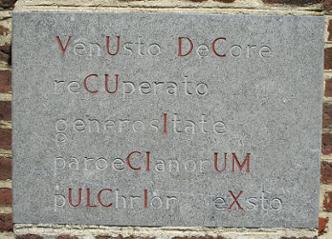 VenUsto DeCore
reCUperato
generosItate
paroeCIanorUM
pULChrIor eXsto